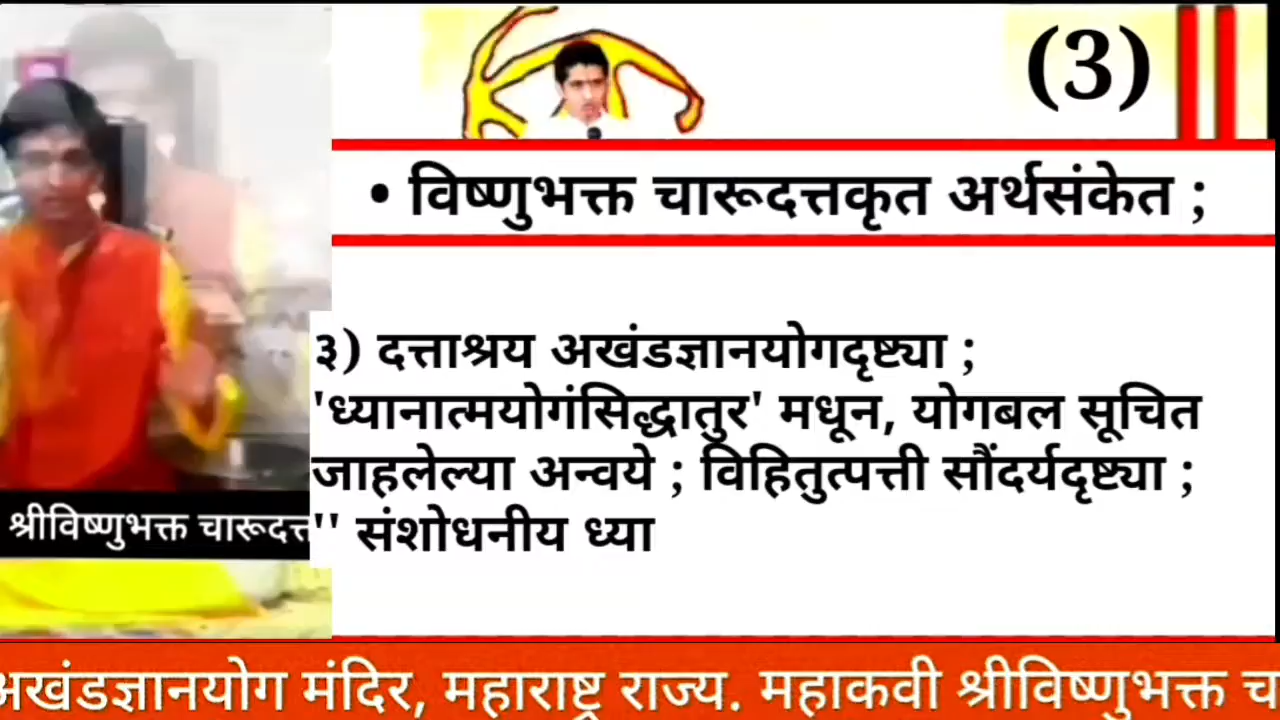 (3)
• विष्णुभक्त चारूदत्तकृत अर्थसंकेत ;
३) दत्ताश्रय अखंडज्ञानयोगदृष्ट्या ;
'ध्यानात्मयोगंसिद्धातुर' मधून, योगबल सूचित
जाहलेल्या अन्वये ; विहितुत्पत्ती सौंदर्यदृष्ट्या ;
'' संशोधनीय ध्या
श्रीविष्णुभक्त चारूदत्त
अखंडज्ञानयोग मंदिर, महाराष्ट्र राज्य. महाकवी श्रीविष्णुभक्त च